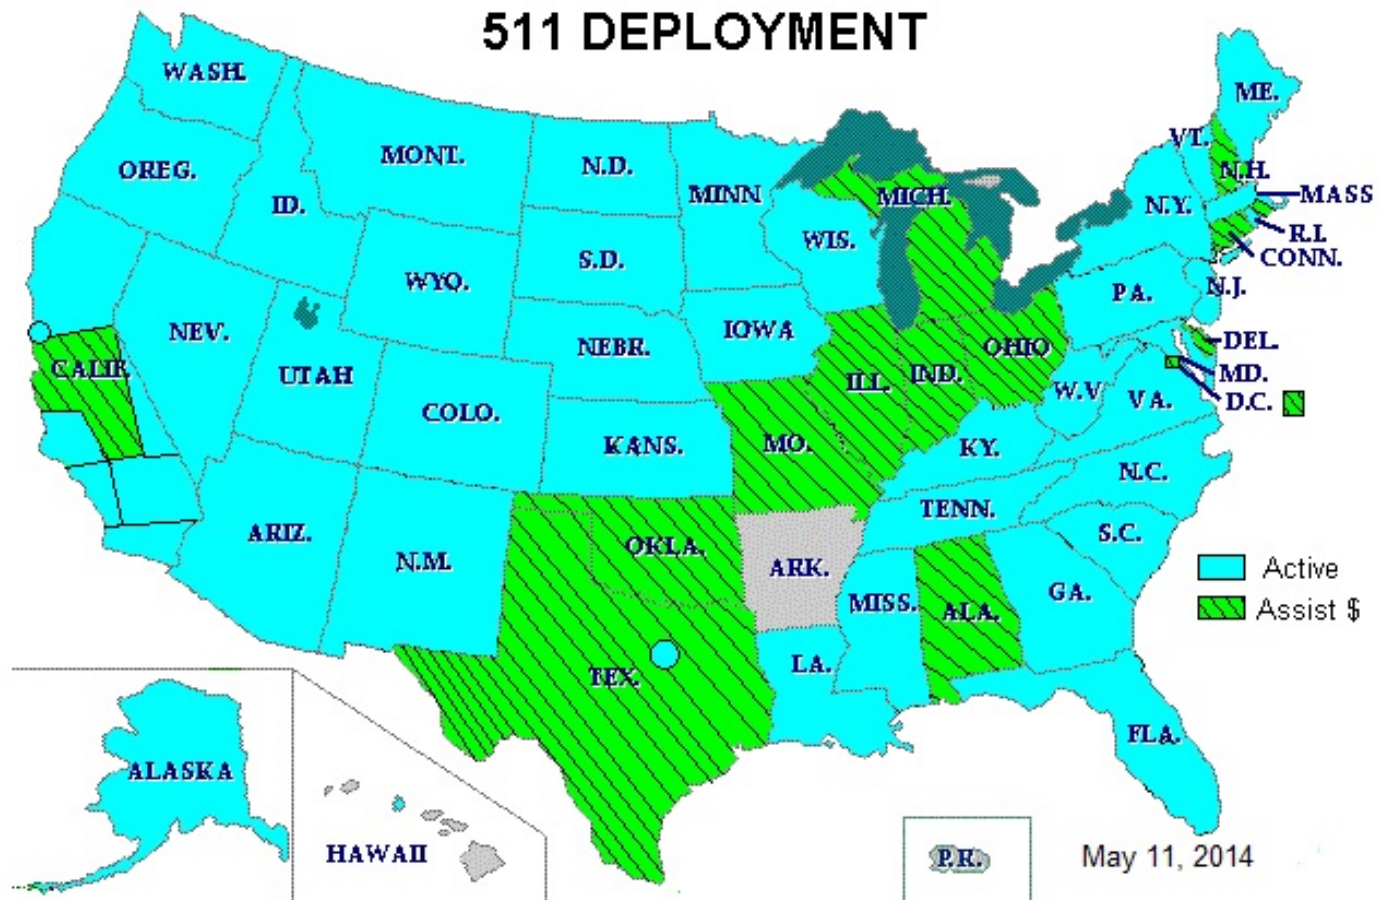 511 DEPLOYMENT
WASH.
ME.
VT.
MONT.
N.D.
OREG.
MINN
MICH.
N.H.
MASS
ID.
N.Y.
R.I.
WIS.
S.D.
CONN.
WYO.
N.J.
PA.
NEV.
IOWA
NEBR.
OHIO
DEL.
CALIF.
UTAH
ILL.
IND.
MD.
COLO.
W.V
VA.
D.C.
KANS.
MO.
KY.
N.C.
TENN.
ARIZ.
OKLA.
S.C.
N.M.
ARK.
Active
MISS.
ALA.
GA.
Assist $
TEX.
LA.
FLA.
ALASKA
HAWAII
P.R.
May 11, 2014